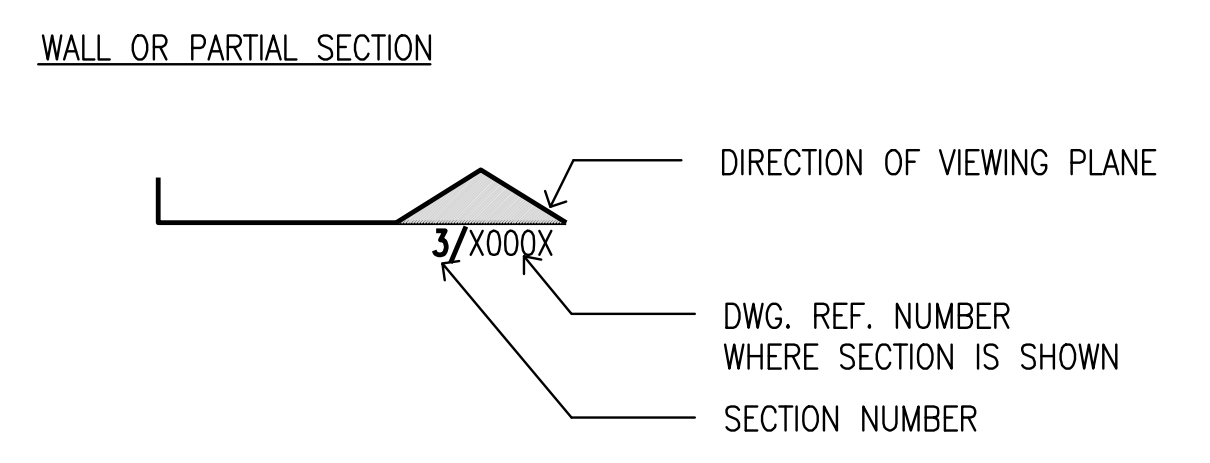 WALL OR PARTIAL SECTION
DIRECTION OF VIEWING PLANE
3/X000X
DWG. REF. NUMBER
WHERE SECTION IS SHOWN
SECTION NUMBER